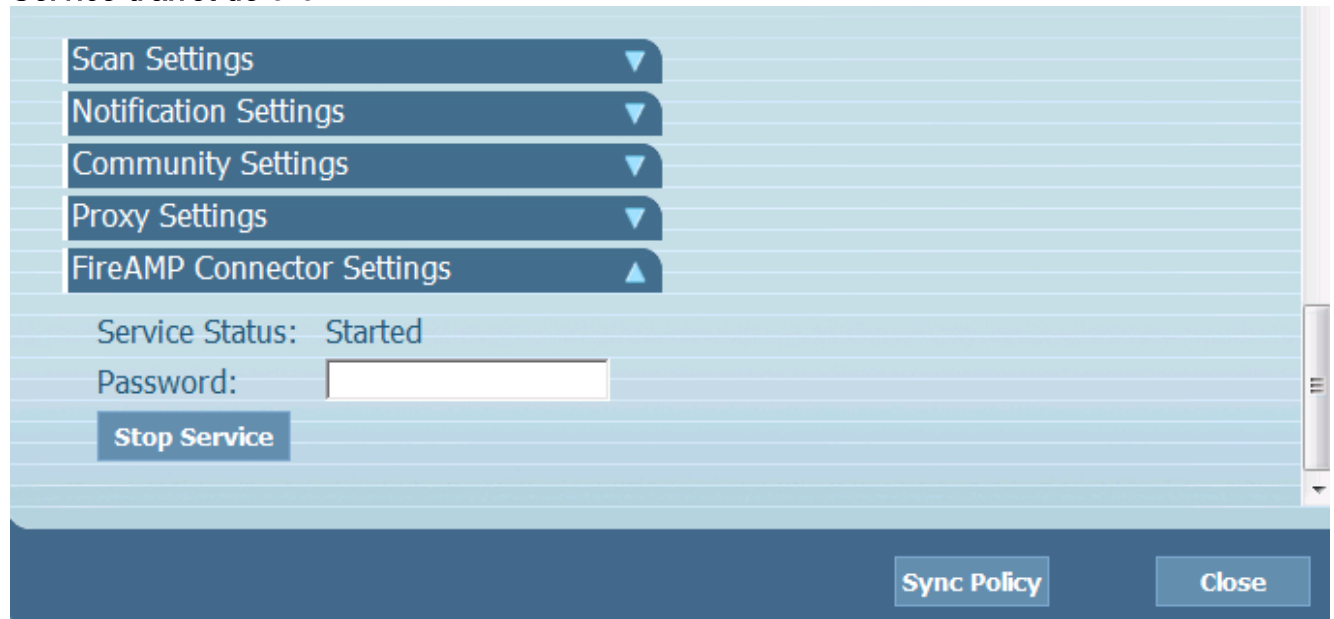 Scan Settings
Notification Settings
Community Settings
Proxy Settings
FireAMP Connector Settings
Service Status: Started
Password:
Stop Service
Sync Policy
Close